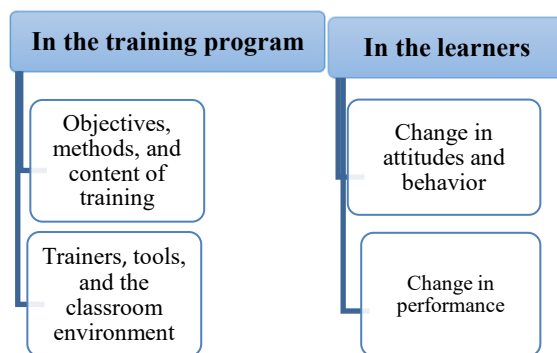 In the training program
Objectives,
methods, and
content of
training
Trainers, tools,
and the
classroom
environment
In the learners
Change in
attitudes and
behavior
Change in
performance